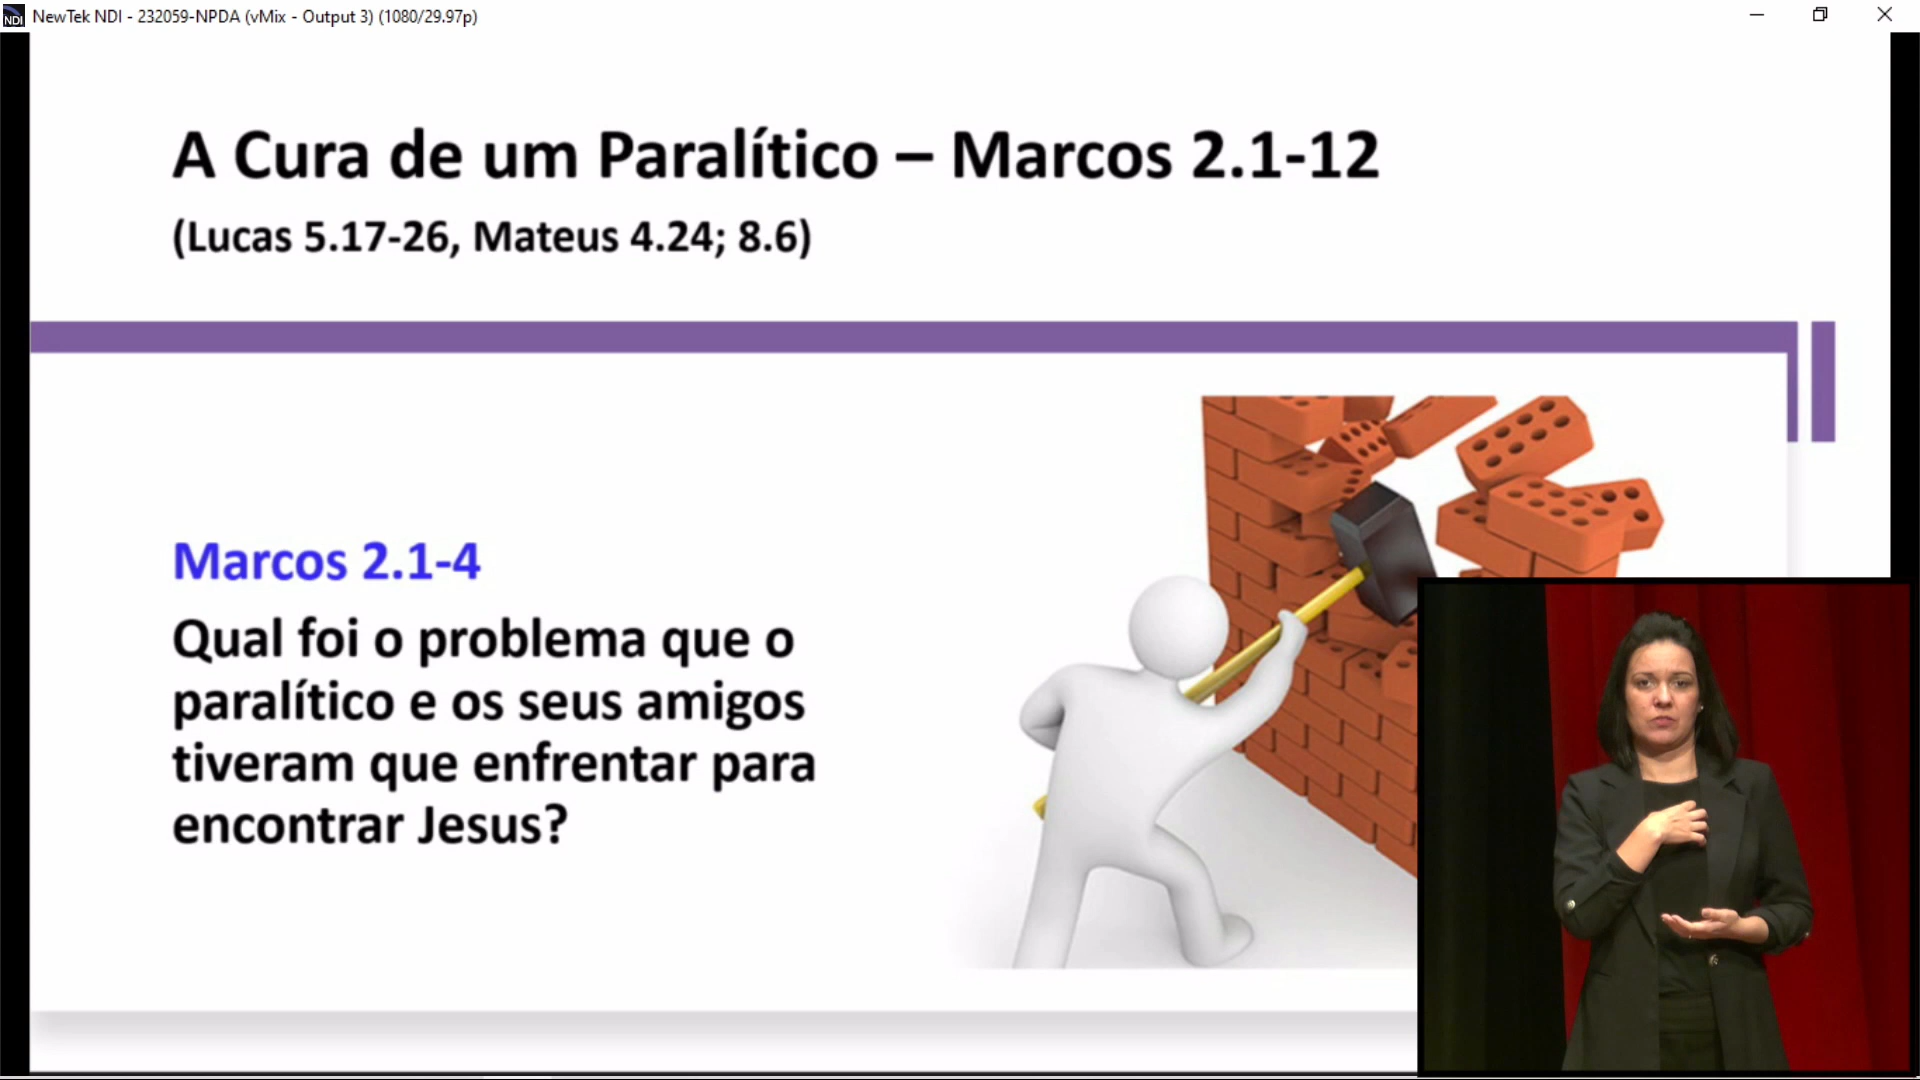 NDI NewTek NDI - 232059-NPDA (vMix - Output 3) (1080/29.97p)
A Cura de um Paralítico – Marcos 2.1-12
(Lucas 5.17-26, Mateus 4.24; 8.6)
Marcos 2.1-4
Qual foi o problema que o
paralítico e os seus amigos
tiveram que enfrentar para
encontrar Jesus?